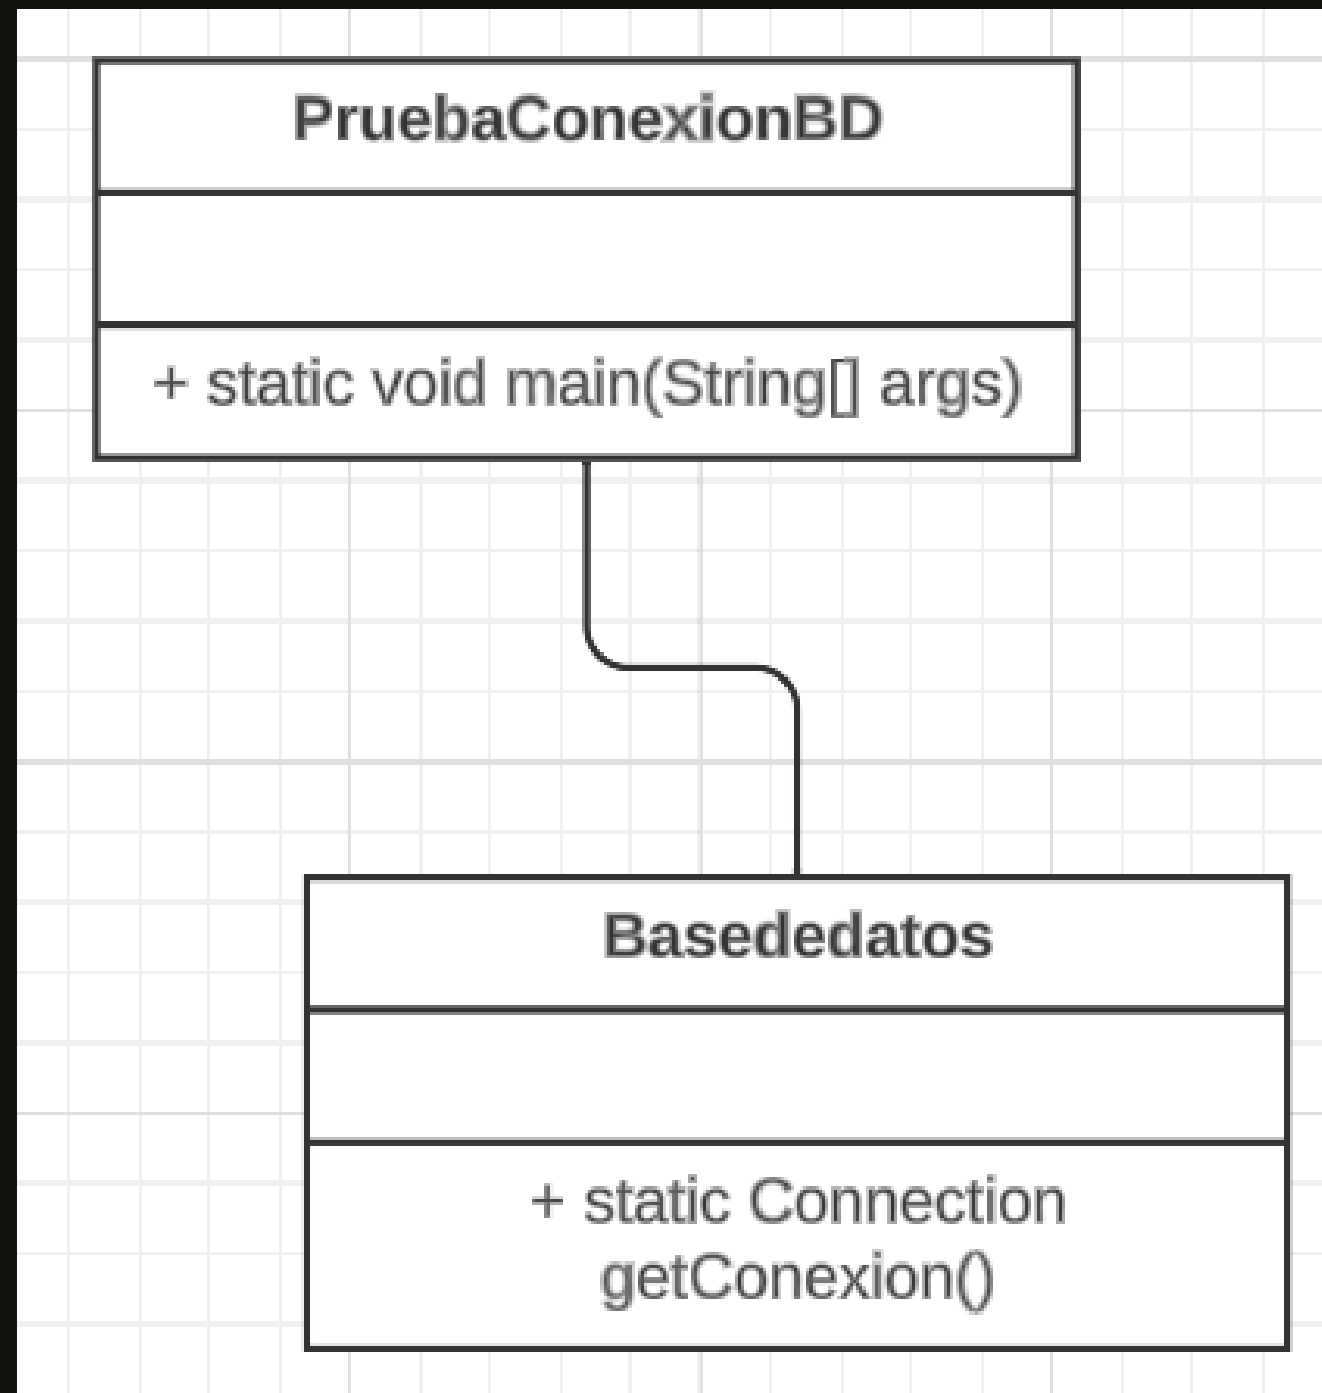 PruebaConexionBD
+ static void main(String[] args)
Basededatos
+ static Connection
getConexion()